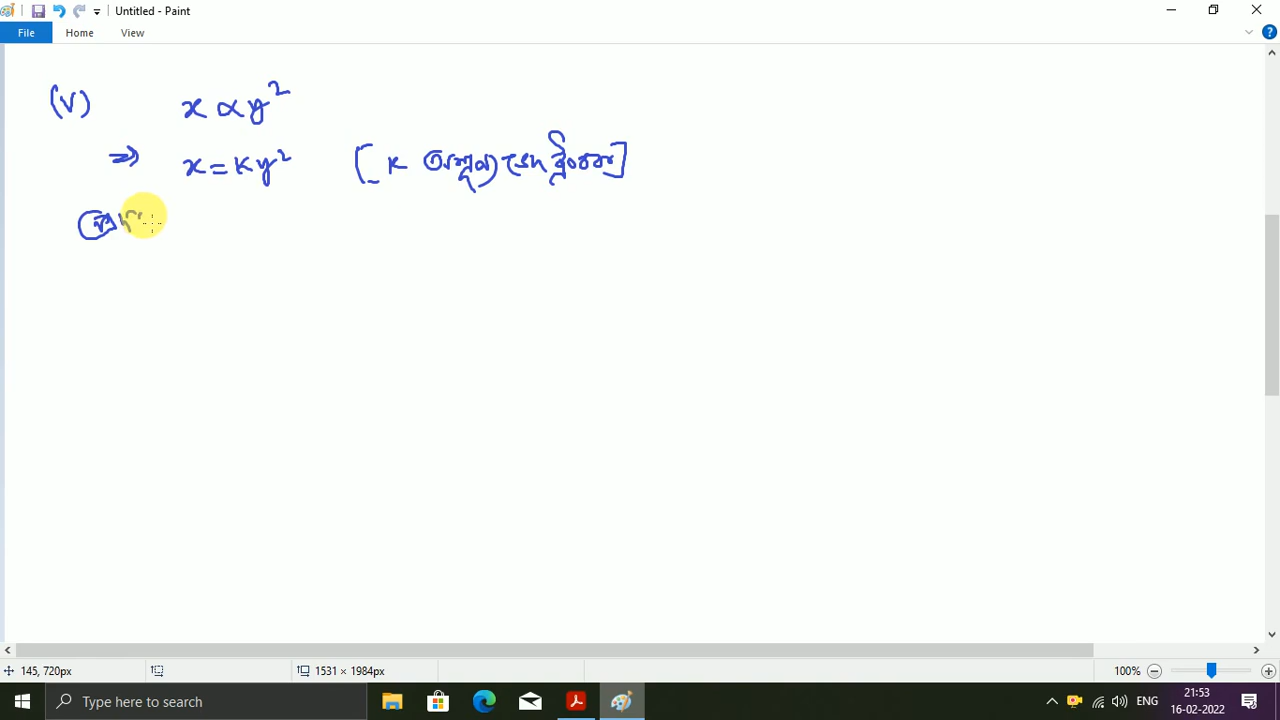 Untitled - Paint
File Home View
(v) x ∝ y²
⇒ x = Ky² [ K অশূন্য ভেদ ধ্রুবক ]
145, 720px 1531 × 1984px 100%
Type here to search
ENG
21:53
16-02-2022